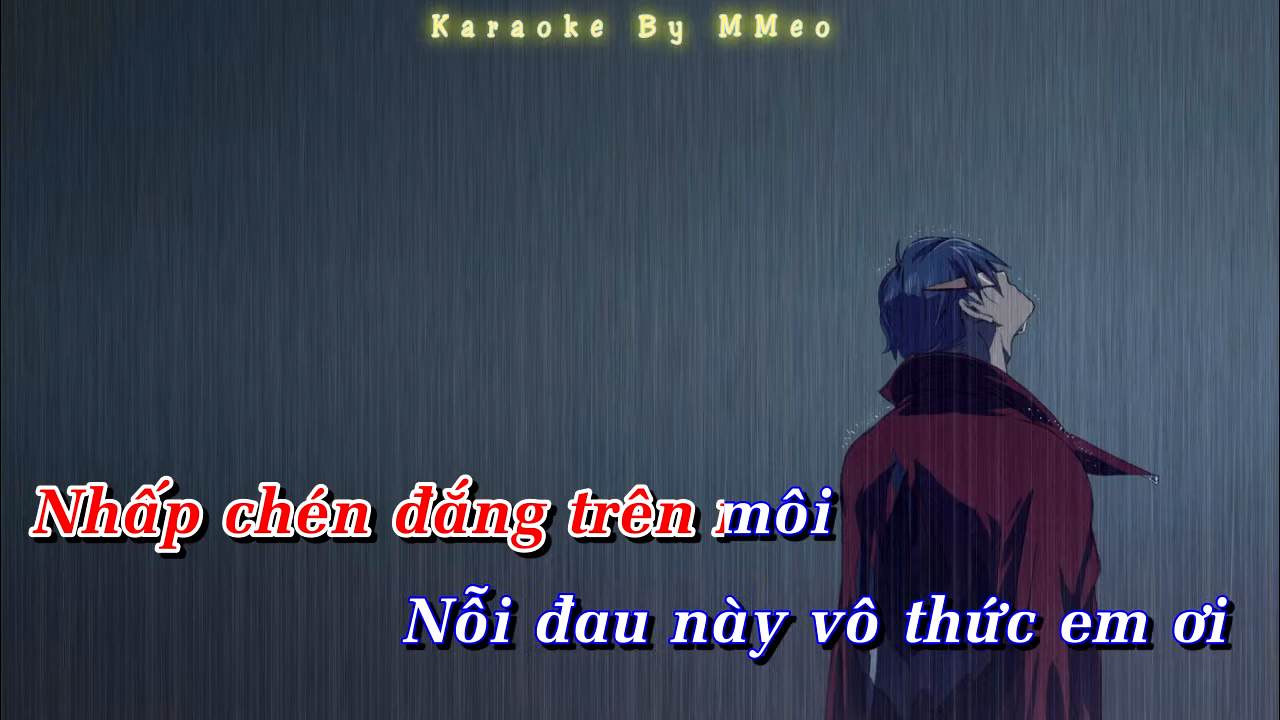 Karaoke By MMeo
Nhấp chén đắng trên môi
Nỗi đau này vô thức em ơi